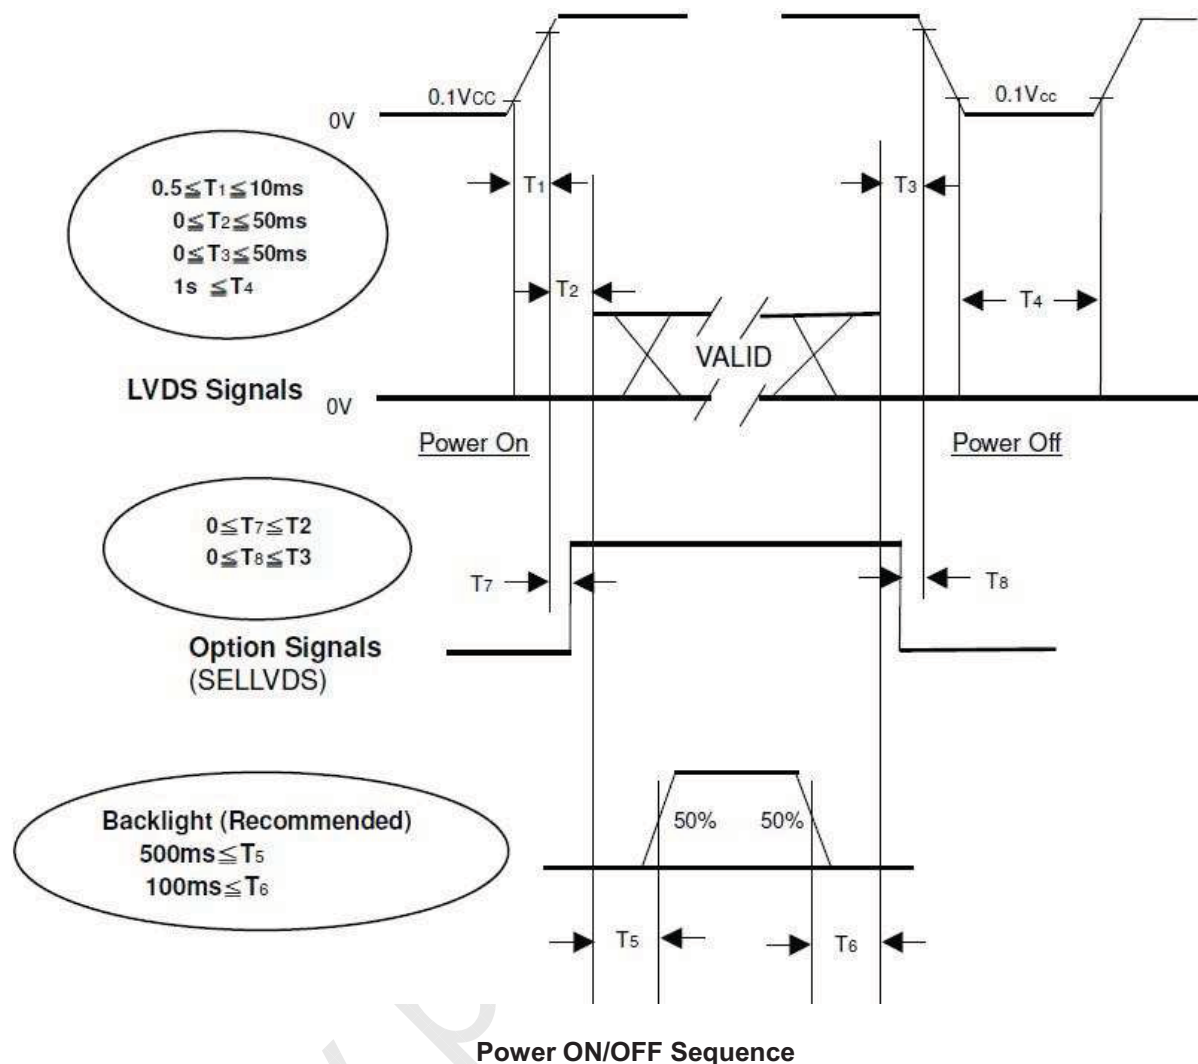 0.1VCC
0.1Vcc
0V
0.5≦T1≦10ms
0≦T2≦50ms
0≦T3≦50ms
1s ≦T4
T1
T3
T2
T4
VALID
LVDS Signals
0V
Power On
Power Off
0≦T7≦T2
0≦T8≦T3
T7
T8
Option Signals
(SELLVDS)
Backlight (Recommended)
500ms≦T5
100ms≦T6
50%
50%
T5
T6
Power ON/OFF Sequence